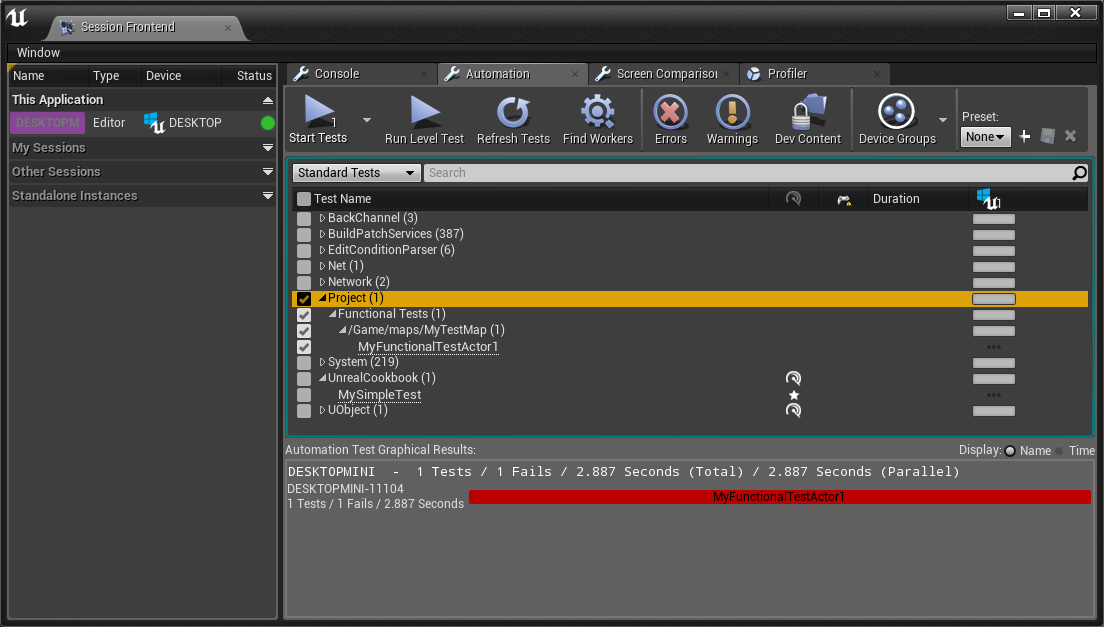 Session Frontend
Window
Name Type Device Status
This Application
DESKTOPM Editor DESKTOP
My Sessions
Other Sessions
Standalone Instances
Console Automation Screen Comparison Profiler
1
Start Tests Run Level Test Refresh Tests Find Workers Errors Warnings Dev Content Device Groups
Preset:
None
Standard Tests Search
Test Name Duration
BackChannel (3)
BuildPatchServices (387)
EditConditionParser (6)
Net (1)
Network (2)
Project (1)
Functional Tests (1)
/Game/maps/MyTestMap (1)
MyFunctionalTestActor1
System (219)
UnrealCookbook (1)
MySimpleTest
UObject (1)
Automation Test Graphical Results: Display: Name Time
DESKTOPMINI - 1 Tests / 1 Fails / 2.887 Seconds (Total) / 2.887 Seconds (Parallel)
DESKTOPMINI-11104
MyFunctionalTestActor1
1 Tests / 1 Fails / 2.887 Seconds